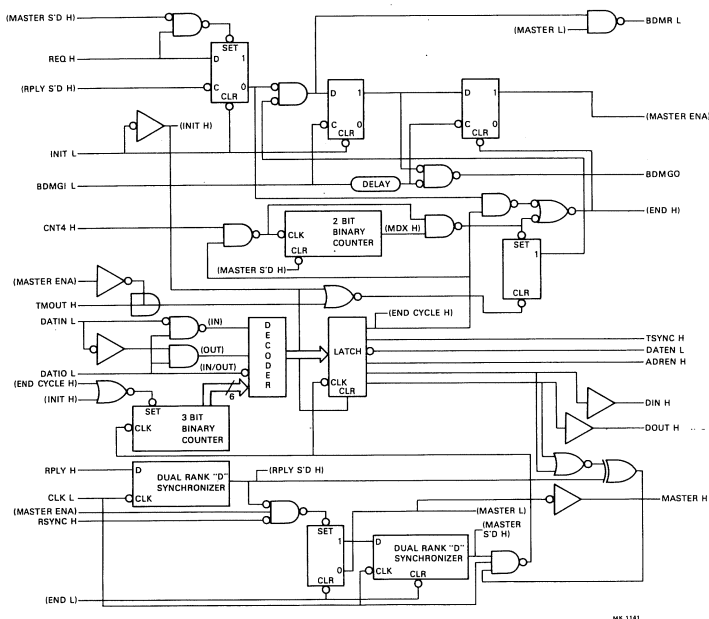 (MASTER S'D H)
BDMR L
(MASTER L)
REQ H
SET
D 1
(RPLY S'D H)
C 0
CLR
D 1
C 0
CLR
D 1
C 0
CLR
(MASTER ENA)
(INIT H)
INIT L
BDMGI L
DELAY
BDMGO
(END H)
CNT4 H
CLK
2 BIT
BINARY
COUNTER
CLR
(MDX H)
SET
1
CLR
(MASTER S'D H)
(MASTER ENA)
TMOUT H
(END CYCLE H)
DATIN L
(IN)
(OUT)
DATIO L
(IN/OUT)
DECODER
LATCH
CLK
CLR
TSYNC H
DATEN L
ADREN H
DIN H
DOUT H
(END CYCLE H)
(INIT H)
6
SET
3 BIT
BINARY
COUNTER
CLK
RPLY H
D
DUAL RANK "D"
SYNCHRONIZER
CLK
(RPLY S'D H)
CLK L
(MASTER ENA)
RSYNC H
(MASTER L)
MASTER H
(MASTER
S'D H)
SET
1
0
CLR
D
DUAL RANK "D"
SYNCHRONIZER
CLK
CLR
(END L)
MK 1141